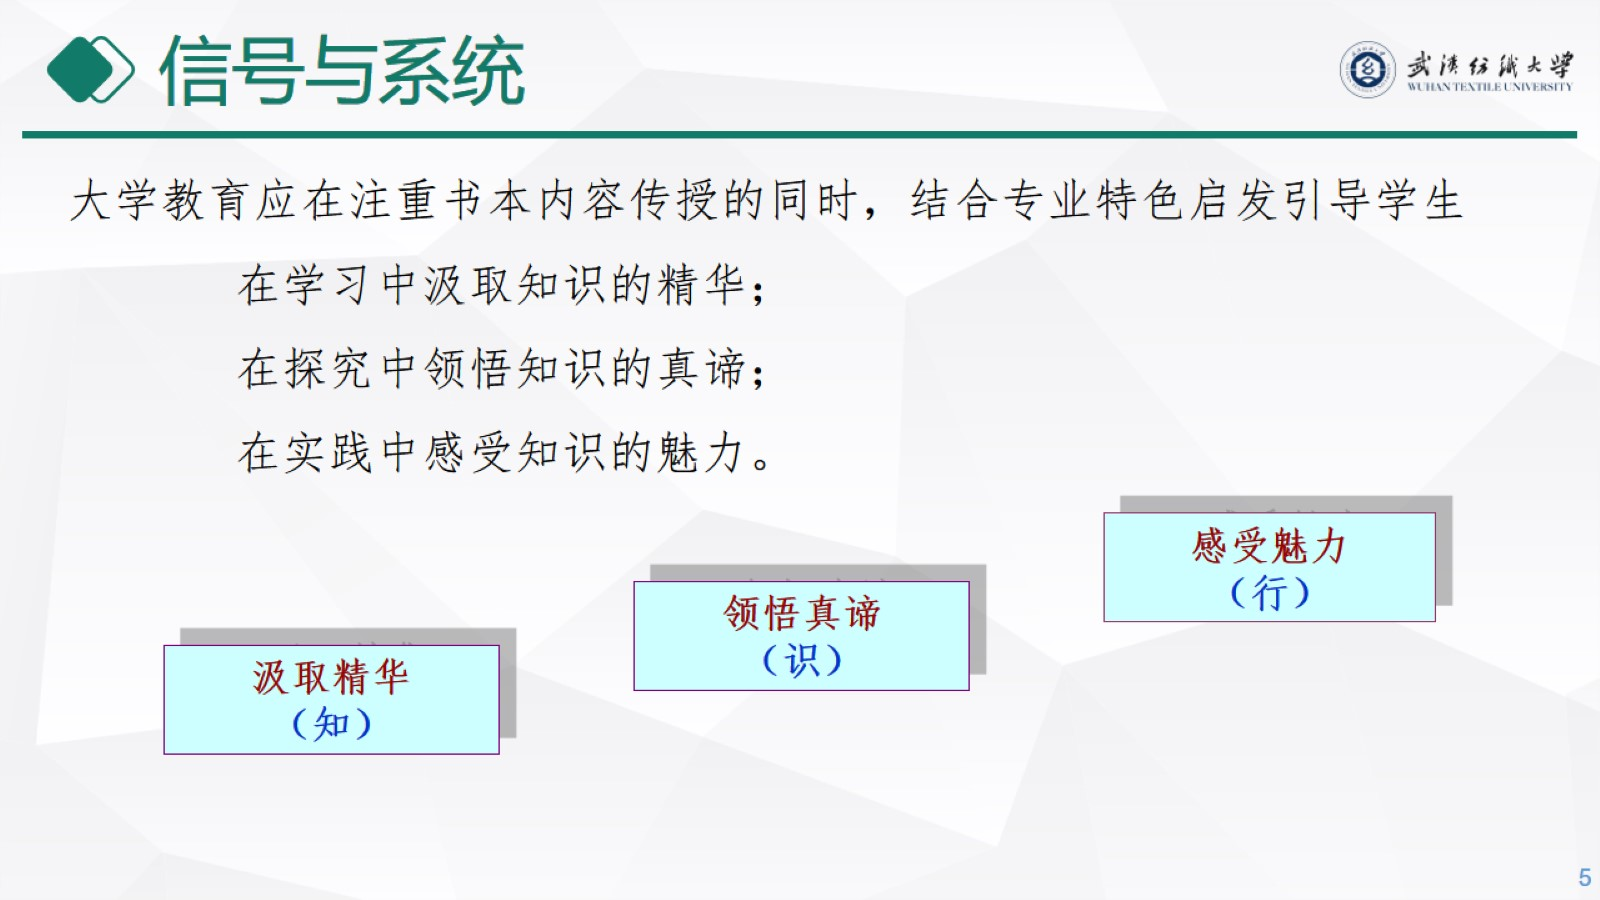 信号与系统
武汉纺织大学
WUHAN TEXTILE UNIVERSITY
大学教育应在注重书本内容传授的同时，结合专业特色启发引导学生
在学习中汲取知识的精华；
在探究中领悟知识的真谛；
在实践中感受知识的魅力。
感受魅力
（行）
领悟真谛
（识）
汲取精华
（知）
5